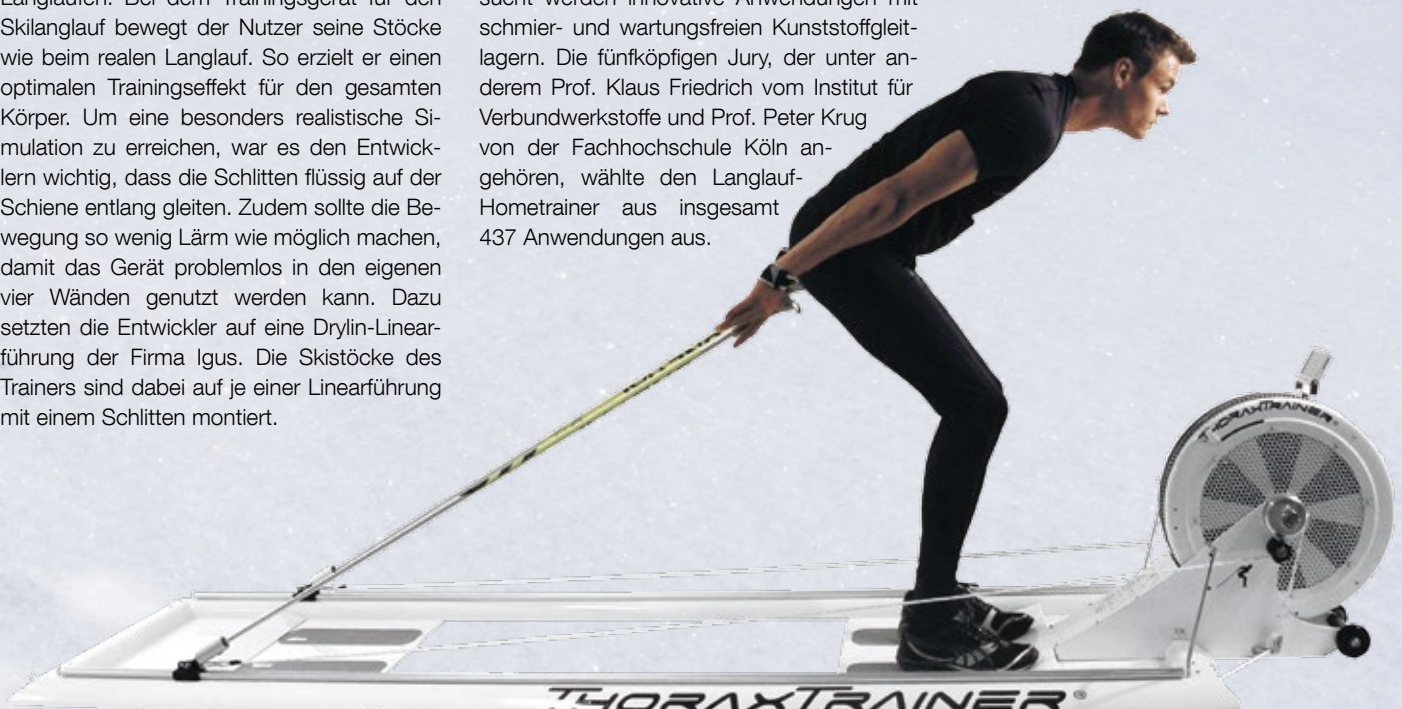 Langlaufen. Bei dem Trainingsgerät für den
Skilanglauf bewegt der Nutzer seine Stöcke
wie beim realen Langlauf. So erzielt er einen
optimalen Trainingseffekt für den gesamten
Körper. Um eine besonders realistische Si-
mulation zu erreichen, war es den Entwick-
lern wichtig, dass die Schlitten flüssig auf der
Schiene entlang gleiten. Zudem sollte die Be-
wegung so wenig Lärm wie möglich machen,
damit das Gerät problemlos in den eigenen
vier Wänden genutzt werden kann. Dazu
setzten die Entwickler auf eine Drylin-Linear-
führung der Firma Igus. Die Skistöcke des
Trainers sind dabei auf je einer Linearführung
mit einem Schlitten montiert.
sucht werden innovative Anwendungen mit
schmier- und wartungsfreien Kunststoffgleit-
lagern. Die fünfköpfigen Jury, der unter an-
derem Prof. Klaus Friedrich vom Institut für
Verbundwerkstoffe und Prof. Peter Krug
von der Fachhochschule Köln an-
gehören, wählte den Langlauf-
Hometrainer aus insgesamt
437 Anwendungen aus.
THORAXTRAINER®
THORAXTRAINER®